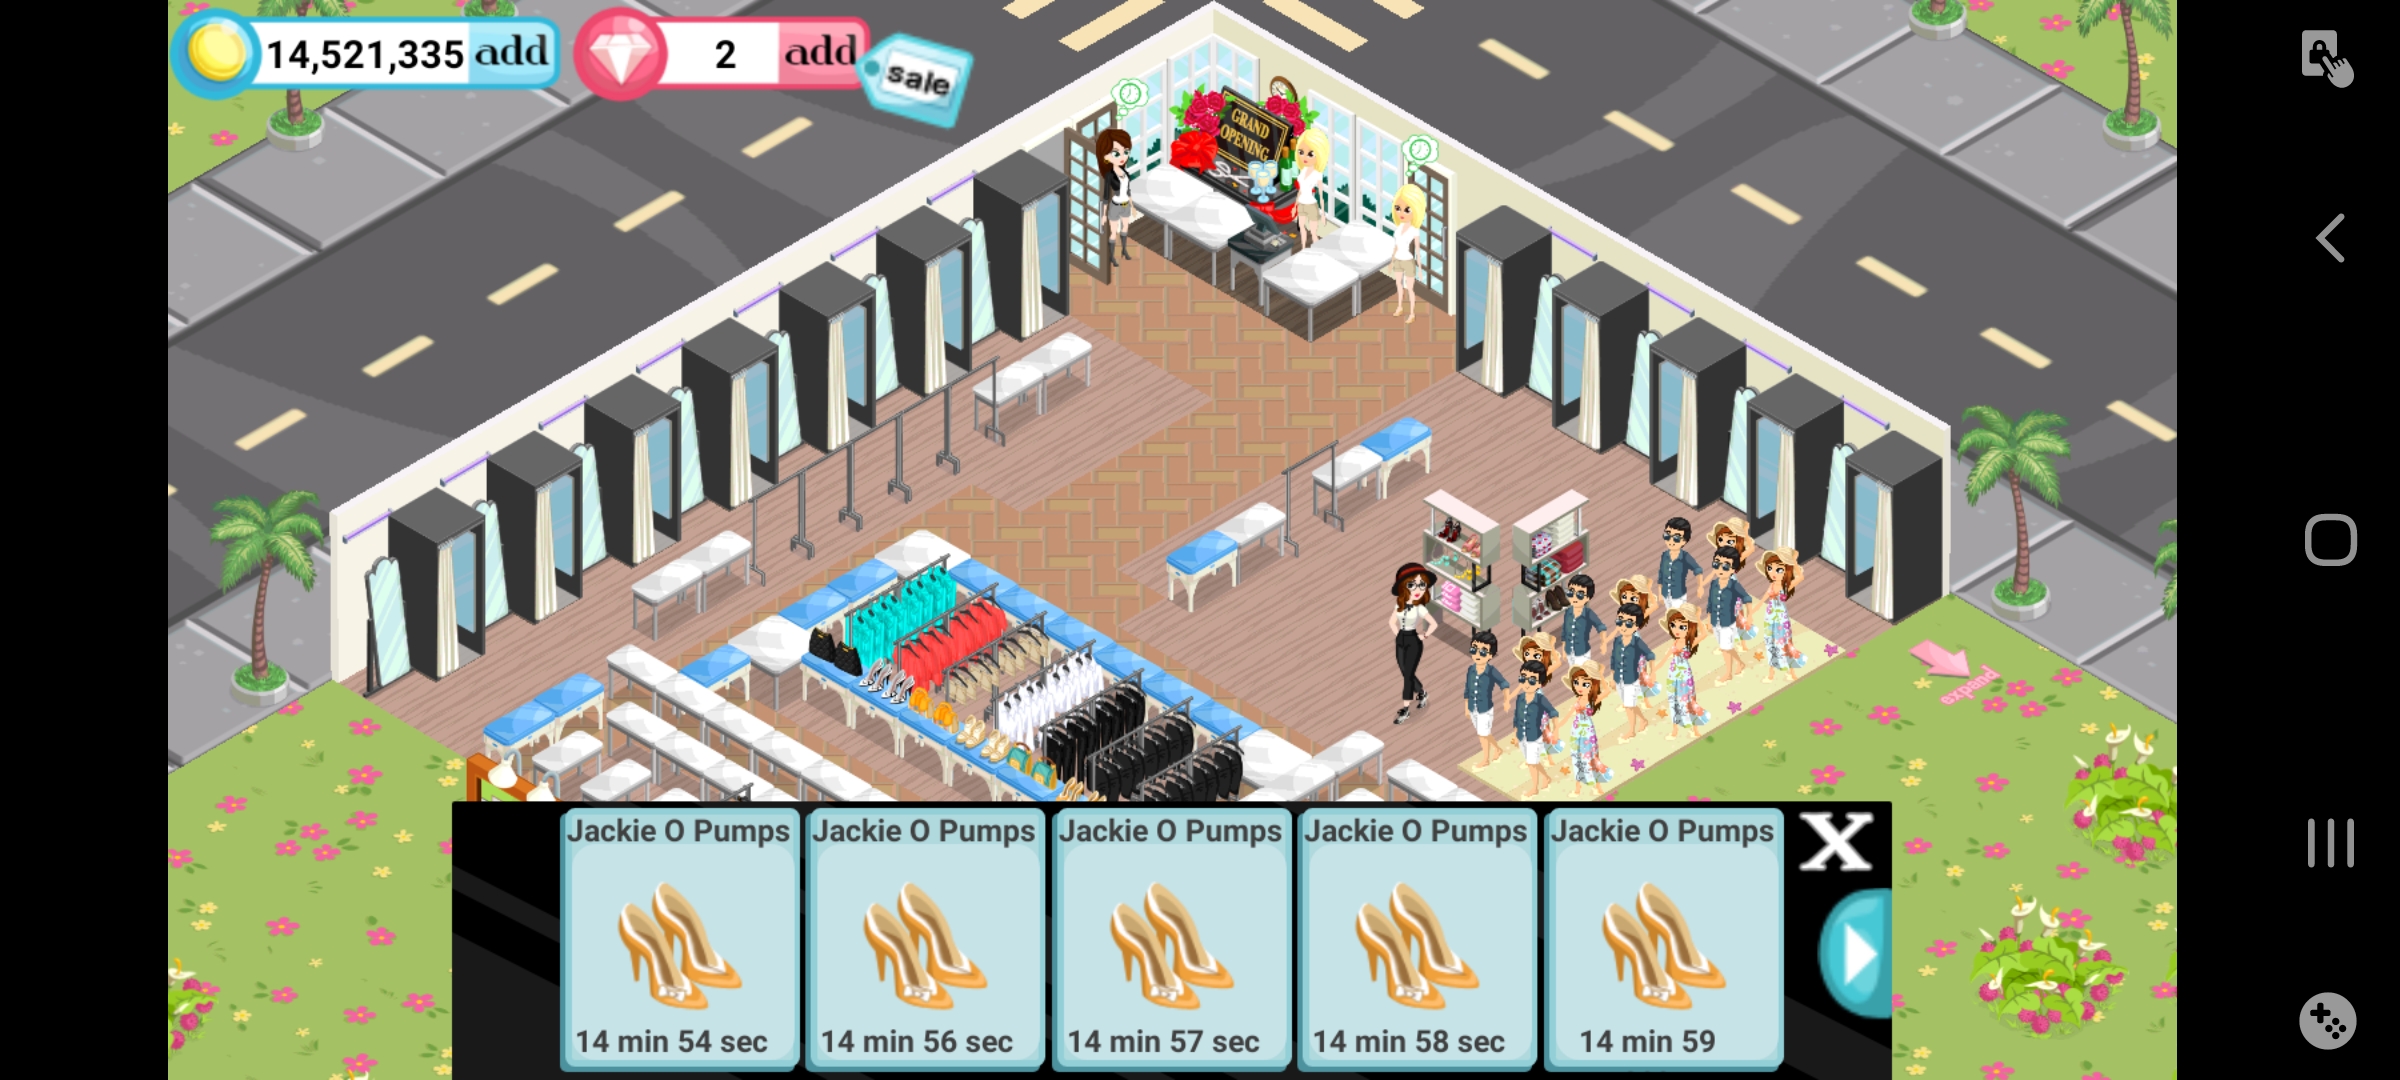 14,521,335 add
2 add
sale
GRAND
OPENING
expand
Jackie O Pumps
14 min 54 sec
Jackie O Pumps
14 min 56 sec
Jackie O Pumps
14 min 57 sec
Jackie O Pumps
14 min 58 sec
Jackie O Pumps
14 min 59
X